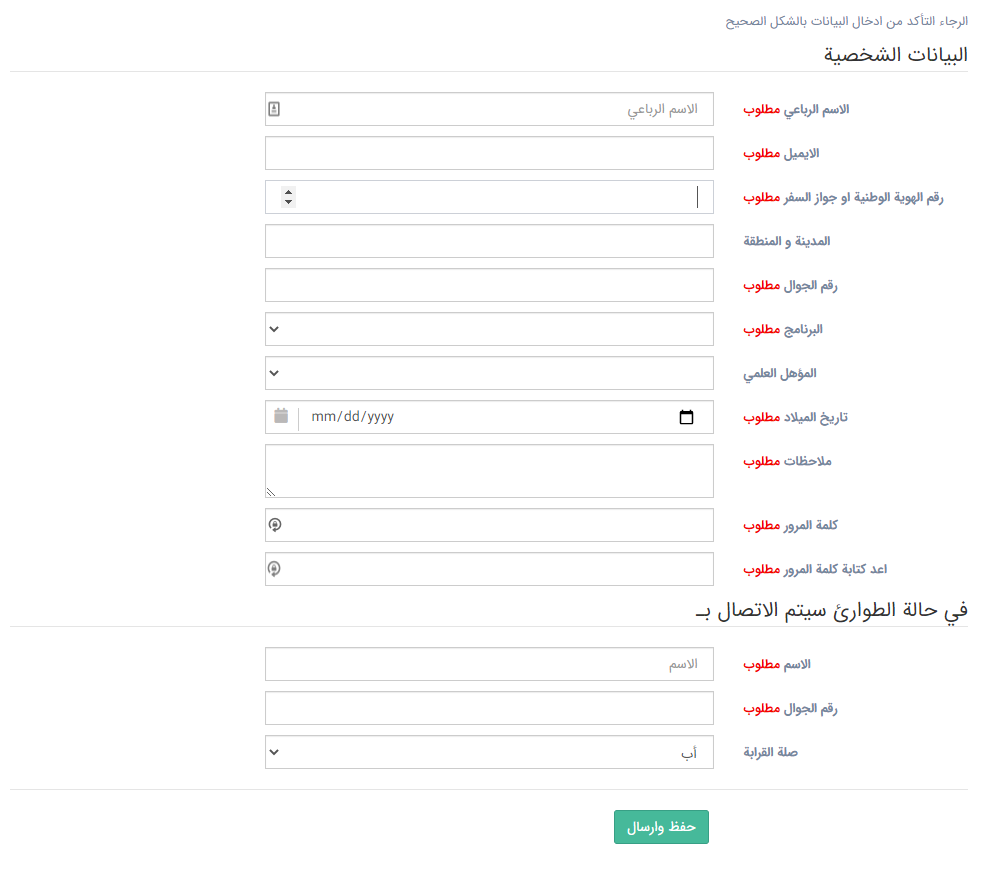 الرجاء التأكد من ادخال البيانات بالشكل الصحيح
البيانات الشخصية
الاسم الرباعي مطلوب الاسم الرباعي
الايميل مطلوب
رقم الهوية الوطنية او جواز السفر مطلوب
المدينة و المنطقة
رقم الجوال مطلوب
البرنامج مطلوب
المؤهل العلمي
تاريخ الميلاد مطلوب mm/dd/yyyy
ملاحظات مطلوب
كلمة المرور مطلوب
اعد كتابة كلمة المرور مطلوب
في حالة الطوارئ سيتم الاتصال بـ
الاسم مطلوب الاسم
رقم الجوال مطلوب
صلة القرابة أب
حفظ وارسال